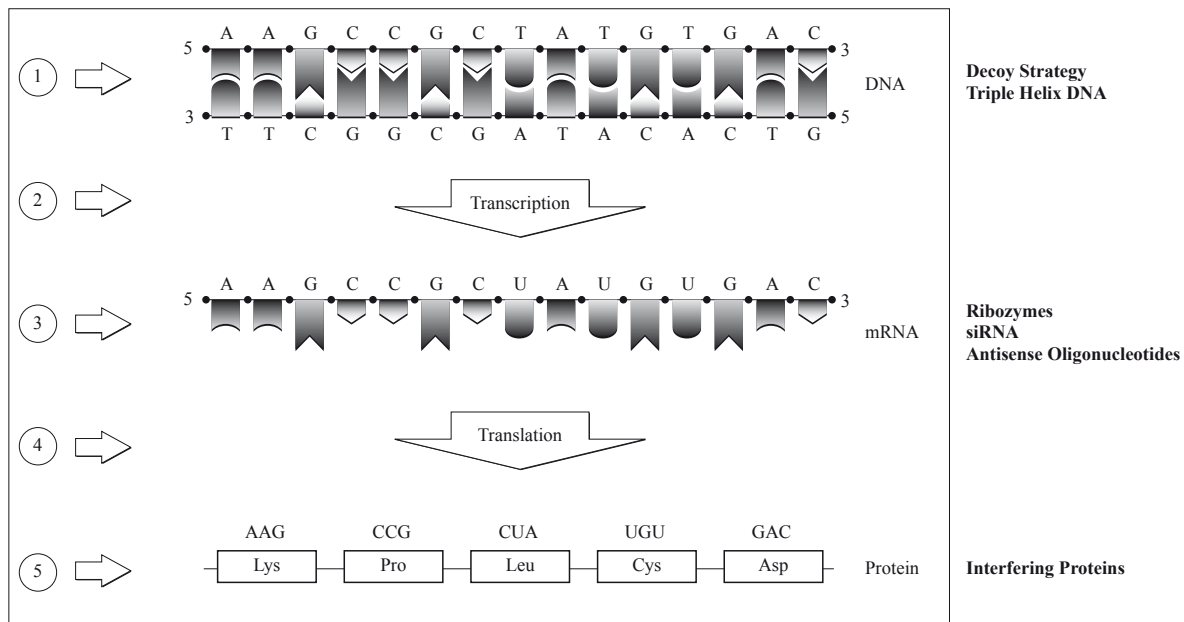 A A G C C G C T A T G T G A C
5 3
1
DNA
3 5
T T C G G C G A T A C A C T G
Decoy Strategy
Triple Helix DNA
2
Transcription
A A G C C G C U A U G U G A C
5 3
3
mRNA
Ribozymes
siRNA
Antisense Oligonucleotides
4
Translation
AAG CCG CUA UGU GAC
5
Lys Pro Leu Cys Asp
Protein
Interfering Proteins